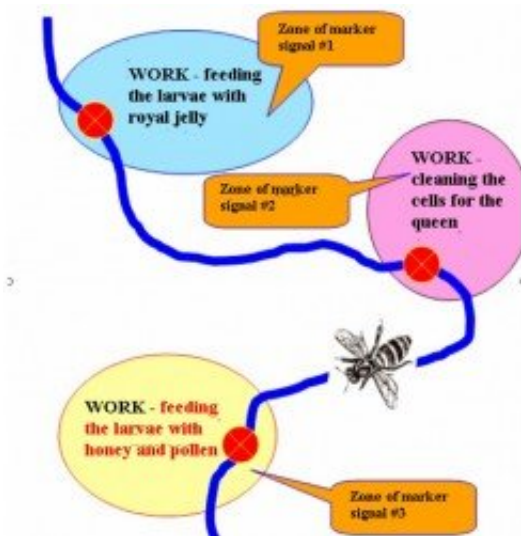 Zone of marker
signal #1
WORK - feeding
the larvae with
royal jelly
WORK -
cleaning the
cells for the
queen
Zone of marker
signal #2
WORK - feeding
the larvae with
honey and pollen
Zone of marker
signal #3